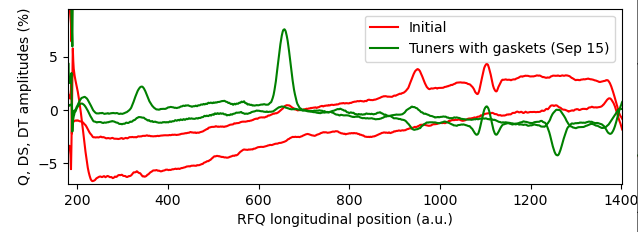 Q, DS, DT amplitudes (%)
5
0
−5
Initial
Tuners with gaskets (Sep 15)
200 400 600 800 1000 1200 1400
RFQ longitudinal position (a.u.)